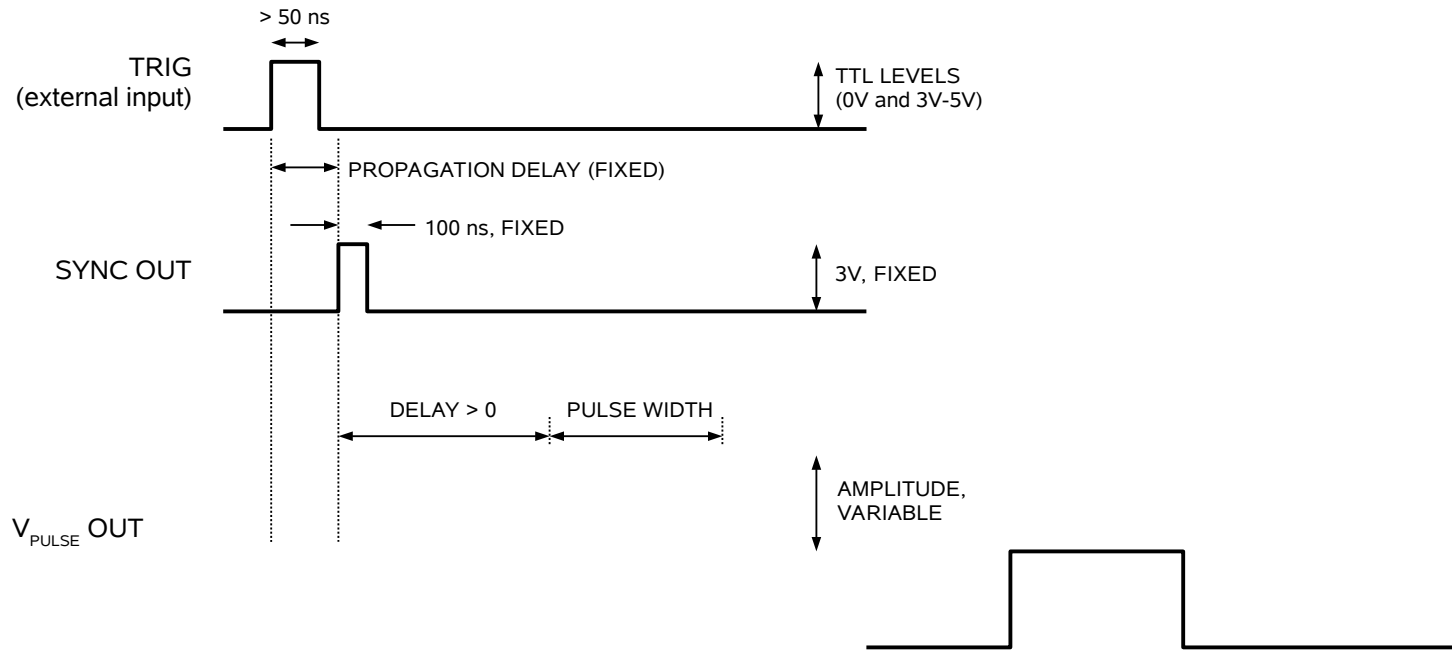 > 50 ns
TRIG
(external input)
TTL LEVELS
(0V and 3V-5V)
PROPAGATION DELAY (FIXED)
100 ns, FIXED
SYNC OUT
3V, FIXED
DELAY > 0
PULSE WIDTH
AMPLITUDE,
VARIABLE
VPULSE OUT